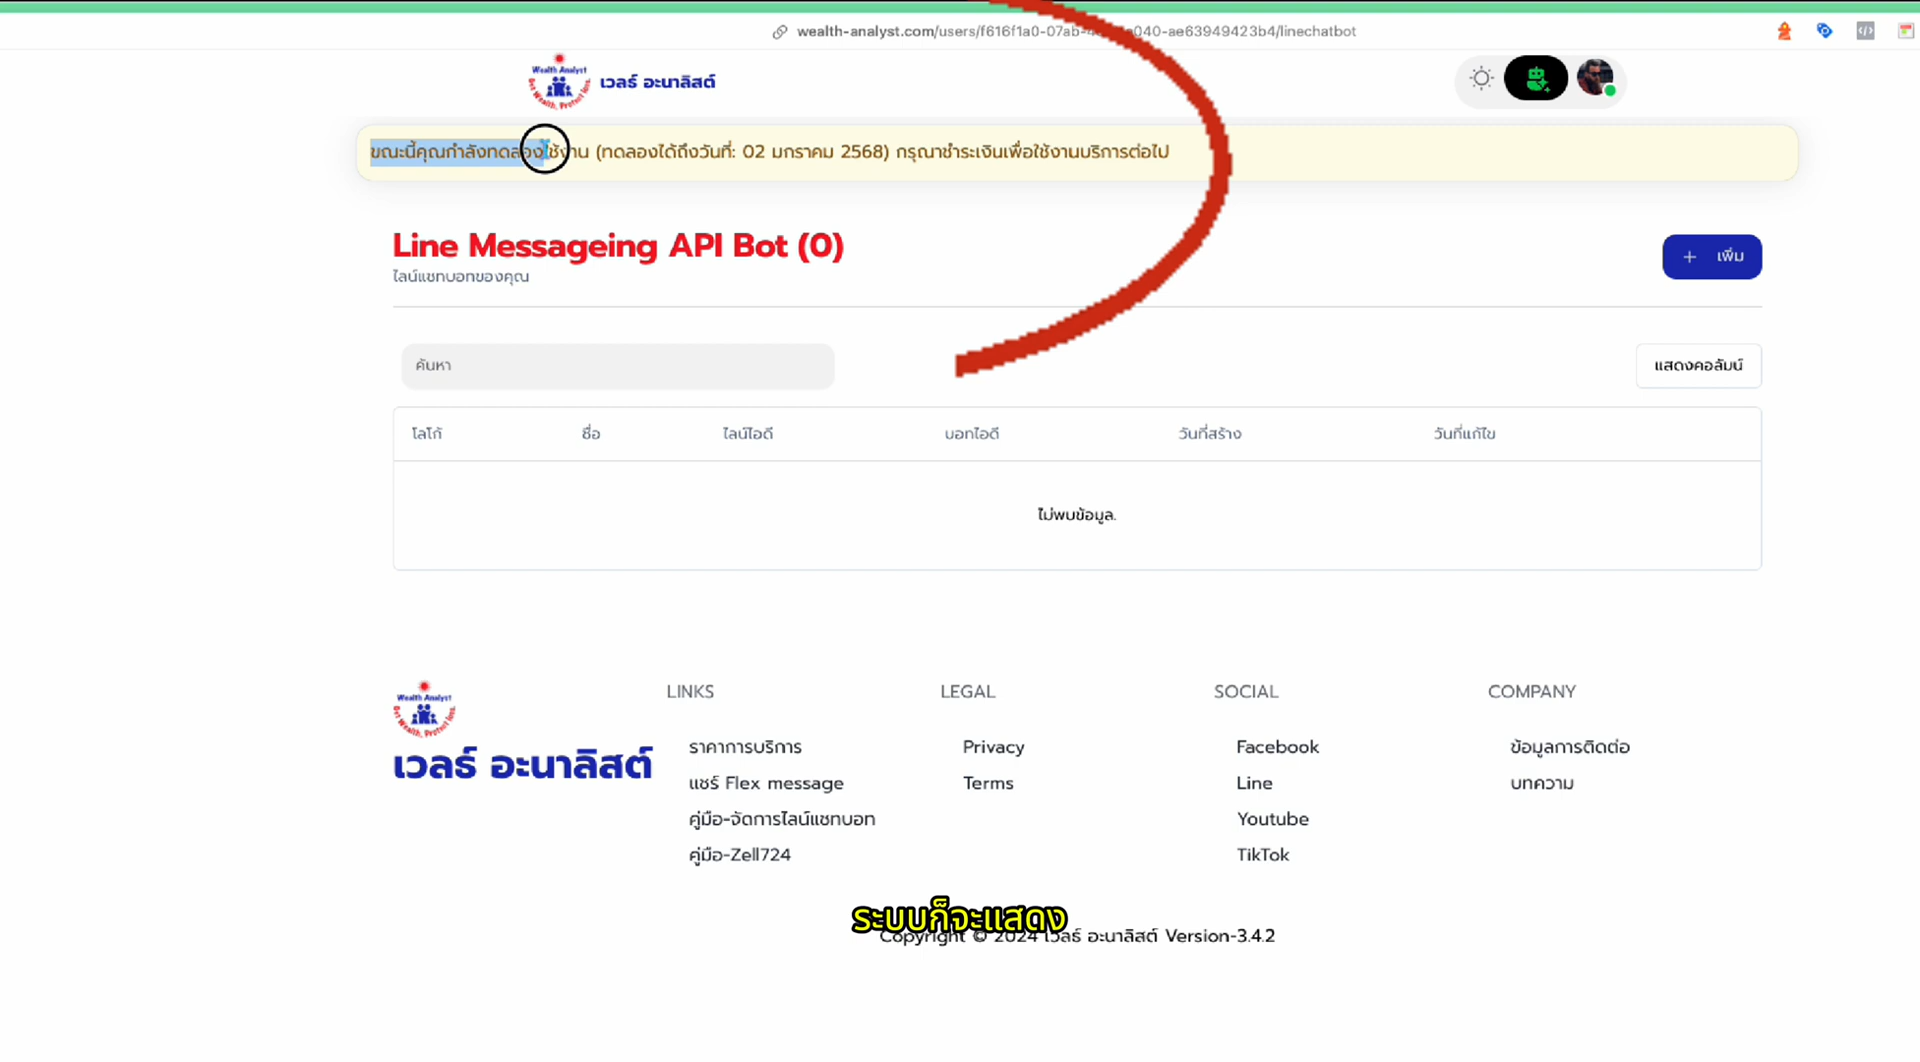 wealth-analyst.com/users/f616f1a0-07ab-4 040-ae63949423b4/linechatbot
Wealth Analyst
เวลธ์ อะนาลิสต์
ขณะนี้คุณกำลังทดลองใช้งาน (ทดลองได้ถึงวันที่: 02 มกราคม 2568) กรุณาชำระเงินเพื่อใช้งานบริการต่อไป
Line Messageing API Bot (0)
ไลน์แชทบอทของคุณ
+ เพิ่ม
ค้นหา
แสดงคอลัมน์
โลโก้ ชื่อ ไลน์ไอดี บอทไอดี วันที่สร้าง วันที่แก้ไข
ไม่พบข้อมูล.
Wealth Analyst
เวลธ์ อะนาลิสต์
LINKS
ราคาการบริการ
แชร์ Flex message
คู่มือ-จัดการไลน์แชทบอท
คู่มือ-Zell724
LEGAL
Privacy
Terms
SOCIAL
Facebook
Line
Youtube
TikTok
COMPANY
ข้อมูลการติดต่อ
บทความ
ระบบก็จะแสดง
Copyright © 2024 เวลธ์ อะนาลิสต์ Version-3.4.2